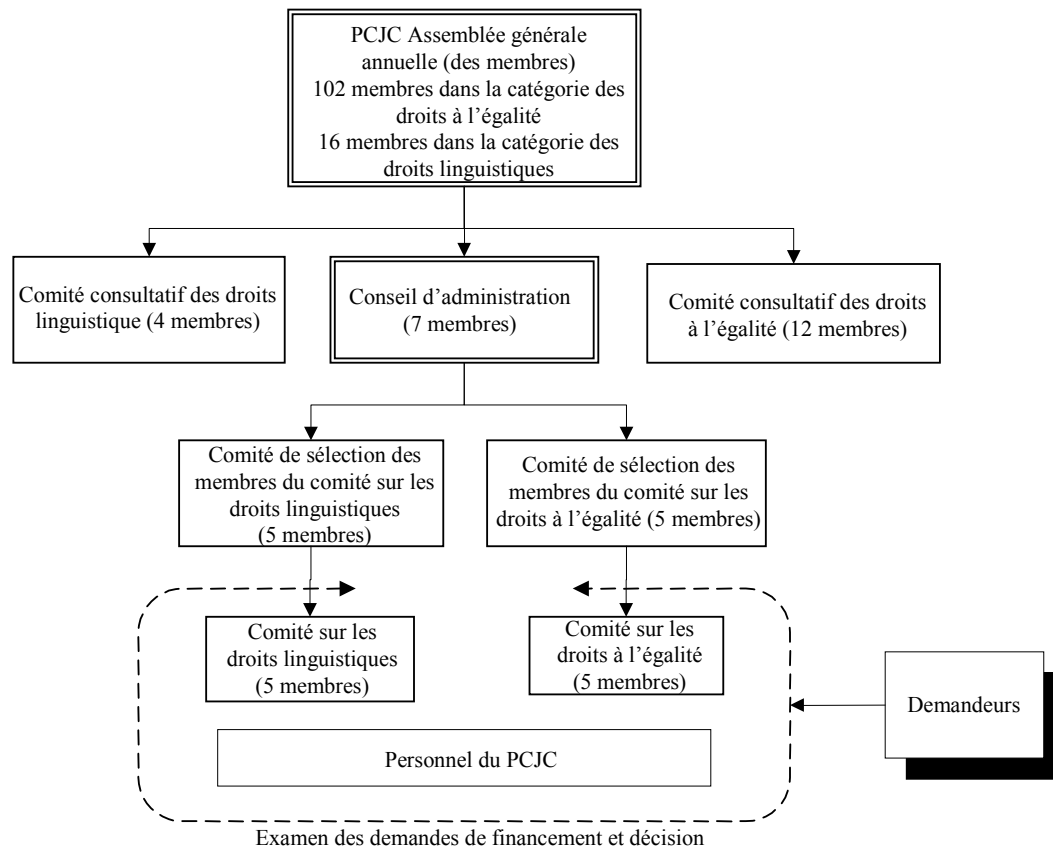 PCJC Assemblée générale
annuelle (des membres)
102 membres dans la catégorie des
droits à l’égalité
16 membres dans la catégorie des
droits linguistiques
Comité consultatif des droits
linguistique (4 membres)
Conseil d’administration
(7 membres)
Comité consultatif des droits
à l’égalité (12 membres)
Comité de sélection des
membres du comité sur les
droits linguistiques
(5 membres)
Comité de sélection des
membres du comité sur les
droits à l’égalité (5 membres)
Comité sur les
droits linguistiques
(5 membres)
Comité sur les
droits à l’égalité
(5 membres)
Demandeurs
Personnel du PCJC
Examen des demandes de financement et décision